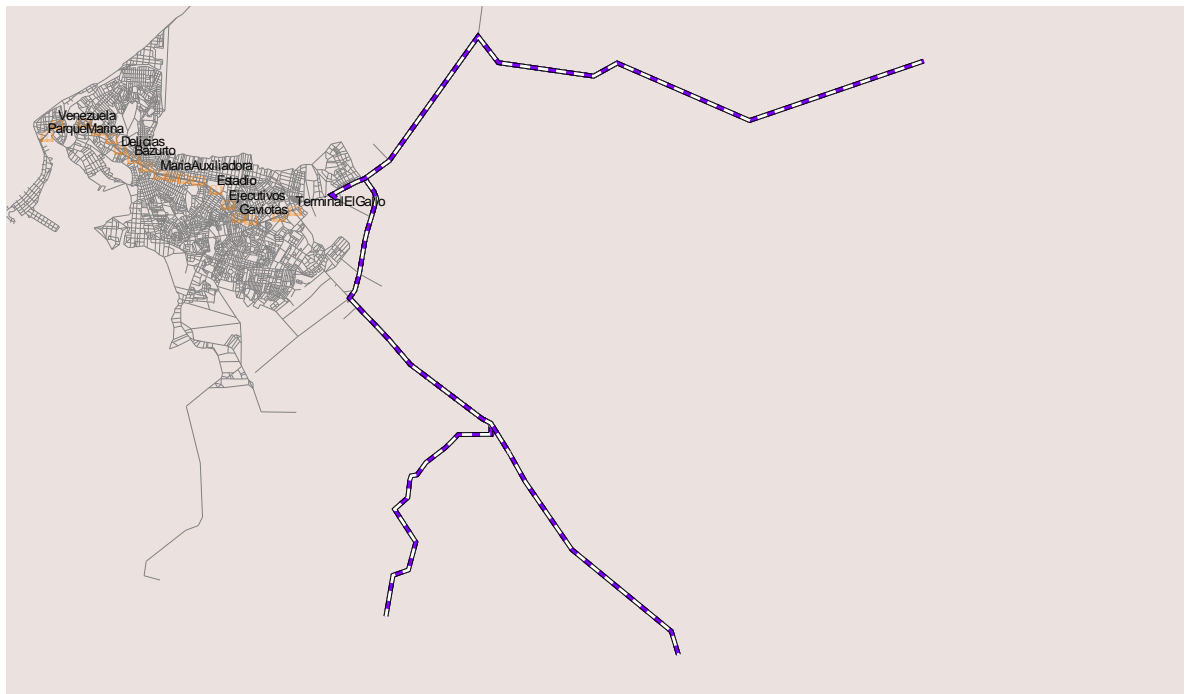 Venezuela
ParqueMarina
Delicias
Bazurto
MariaAuxiliadora
Estadio
Ejecutivos
TerminalElGallo
Gaviotas